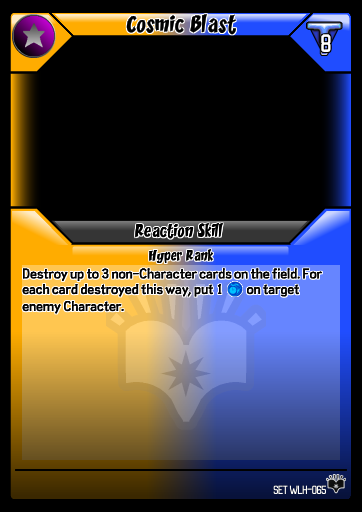 Cosmic Blast
8
Reaction Skill
Hyper Rank
Destroy up to 3 non-Character cards on the field. For
each card destroyed this way, put 1 on target
enemy Character.
SET WLH-065